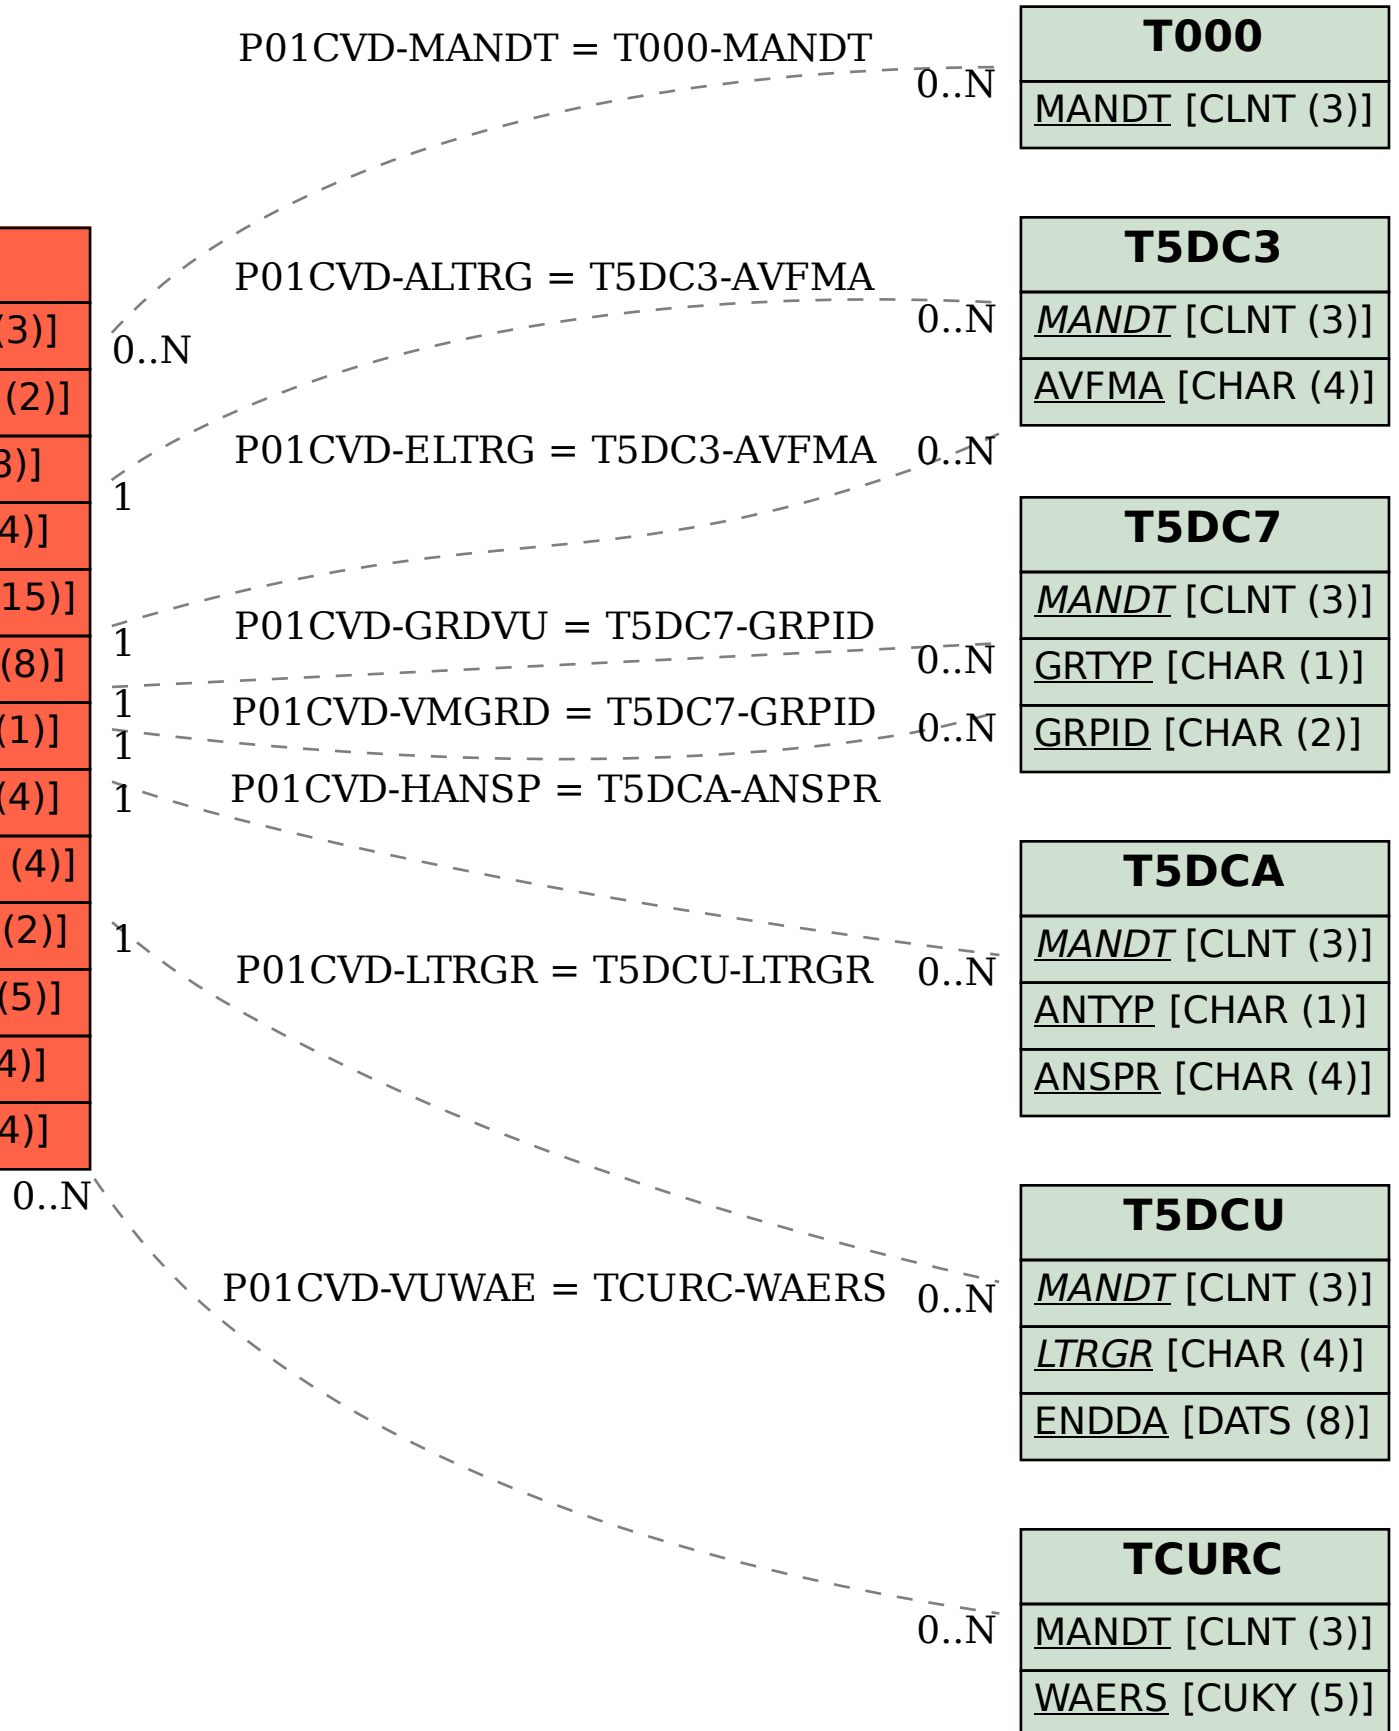 (3)]
(2)]
8)]
4)]
15)]
(8)]
(1)]
(4)]
(4)]
(2)]
(5)]
4)]
4)]
P01CVD-MANDT = T000-MANDT
0..N
0..N
P01CVD-ALTRG = T5DC3-AVFMA
0..N
1
P01CVD-ELTRG = T5DC3-AVFMA
0..N
1
P01CVD-GRDVU = T5DC7-GRPID
0..N
1
P01CVD-VMGRD = T5DC7-GRPID
0..N
1
P01CVD-HANSP = T5DCA-ANSPR
1
0..N
P01CVD-LTRGR = T5DCU-LTRGR
1
0..N
P01CVD-VUWAE = TCURC-WAERS
0..N
0..N
T000
MANDT [CLNT (3)]
T5DC3
MANDT [CLNT (3)]
AVFMA [CHAR (4)]
T5DC7
MANDT [CLNT (3)]
GRTYP [CHAR (1)]
GRPID [CHAR (2)]
T5DCA
MANDT [CLNT (3)]
ANTYP [CHAR (1)]
ANSPR [CHAR (4)]
T5DCU
MANDT [CLNT (3)]
LTRGR [CHAR (4)]
ENDDA [DATS (8)]
TCURC
MANDT [CLNT (3)]
WAERS [CUKY (5)]